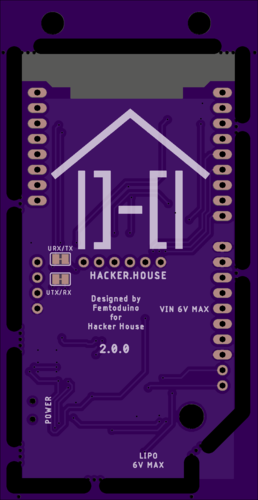 URX/TX
UTX/RX
HACKER.HOUSE
Designed by
Femtoduino
for
Hacker House
VIN 6V MAX
2.0.0
POWER
LIPO
6V MAX